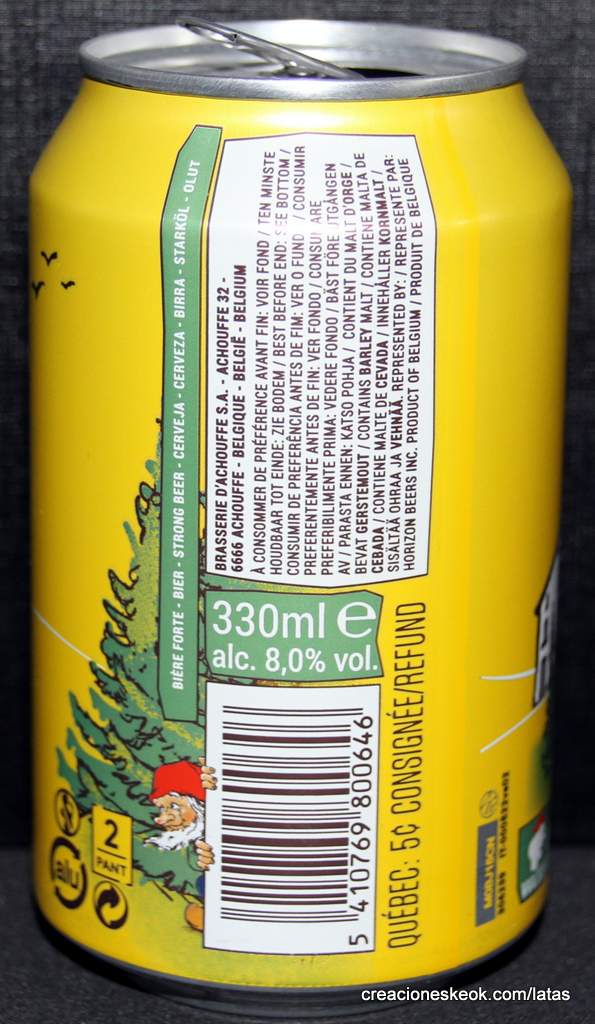 BIÈRE FORTE - BIER - STRONG BEER - CERVEJA - CERVEZA - BIRRA - STARKÖL - OLUT
BRASSERIE D'ACHOUFFE S.A. - ACHOUFFE 32 -
6666 ACHOUFFE - BELGIQUE - BELGIË - BELGIUM
À CONSOMMER DE PRÉFÉRENCE AVANT FIN: VOIR FOND / TEN MINSTE
HOUDBAAR TOT EINDE: ZIE BODEM / BEST BEFORE END: SEE BOTTOM /
CONSUMIR DE PREFERÊNCIA ANTES DE FIM: VER O FUNDO / CONSUMIR
PREFERENTEMENTE ANTES DE FIN: VER FONDO / CONSUMARE
PREFERIBILIMENTE PRIMA: VEDERE FONDO / BÄST FÖRE UTGÅNGEN
AV / PARASTA ENNEN: KATSO POHJA / CONTIENT DU MALT D'ORGE /
BEVAT GERSTEMOUT / CONTAINS BARLEY MALT / CONTIENE MALTA DE
CEBADA / CONTIENE MALTE DE CEVADA / INNEHÅLLER KORNMALT /
SISÄLTÄÄ OHRAA JA VEHNÄÄ. REPRESENTED BY: / REPRESENTE PAR:
HORIZON BEERS INC. PRODUCT OF BELGIUM / PRODUIT DE BELGIQUE
330ml e
alc. 8,0% vol.
5 410769 800646
QUÉBEC: 5¢ CONSIGNÉE/REFUND
alu
2
PANT
creacioneskeok.com/latas